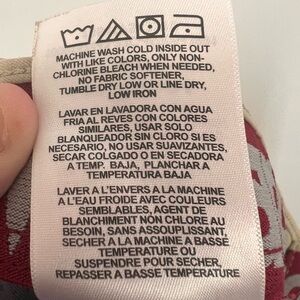 MACHINE WASH COLD INSIDE OUT
WITH LIKE COLORS, ONLY NON-
CHLORINE BLEACH WHEN NEEDED,
NO FABRIC SOFTENER,
TUMBLE DRY LOW OR LINE DRY,
LOW IRON
LAVAR EN LAVADORA CON AGUA
FRIA AL REVES CON COLORES
SIMILARES, USAR SOLO
BLANQUEADOR SIN CLORO SI ES
NECESARIO, NO USAR SUAVIZANTES,
SECAR COLGADO O EN SECADORA
A TEMP. BAJA, PLANCHAR A
TEMPERATURA BAJA
LAVER A L'ENVERS A LA MACHINE
A L'EAU FROIDE AVEC COULEURS
SEMBLABLES, AGENT DE
BLANCHIMENT NON CHLORE AU
BESOIN, SANS ASSOUPLISSANT,
SECHER A LA MACHINE A BASSE
TEMPERATURE OU
SUSPENDRE POUR SECHER,
REPASSER A BASSE TEMPERATURE